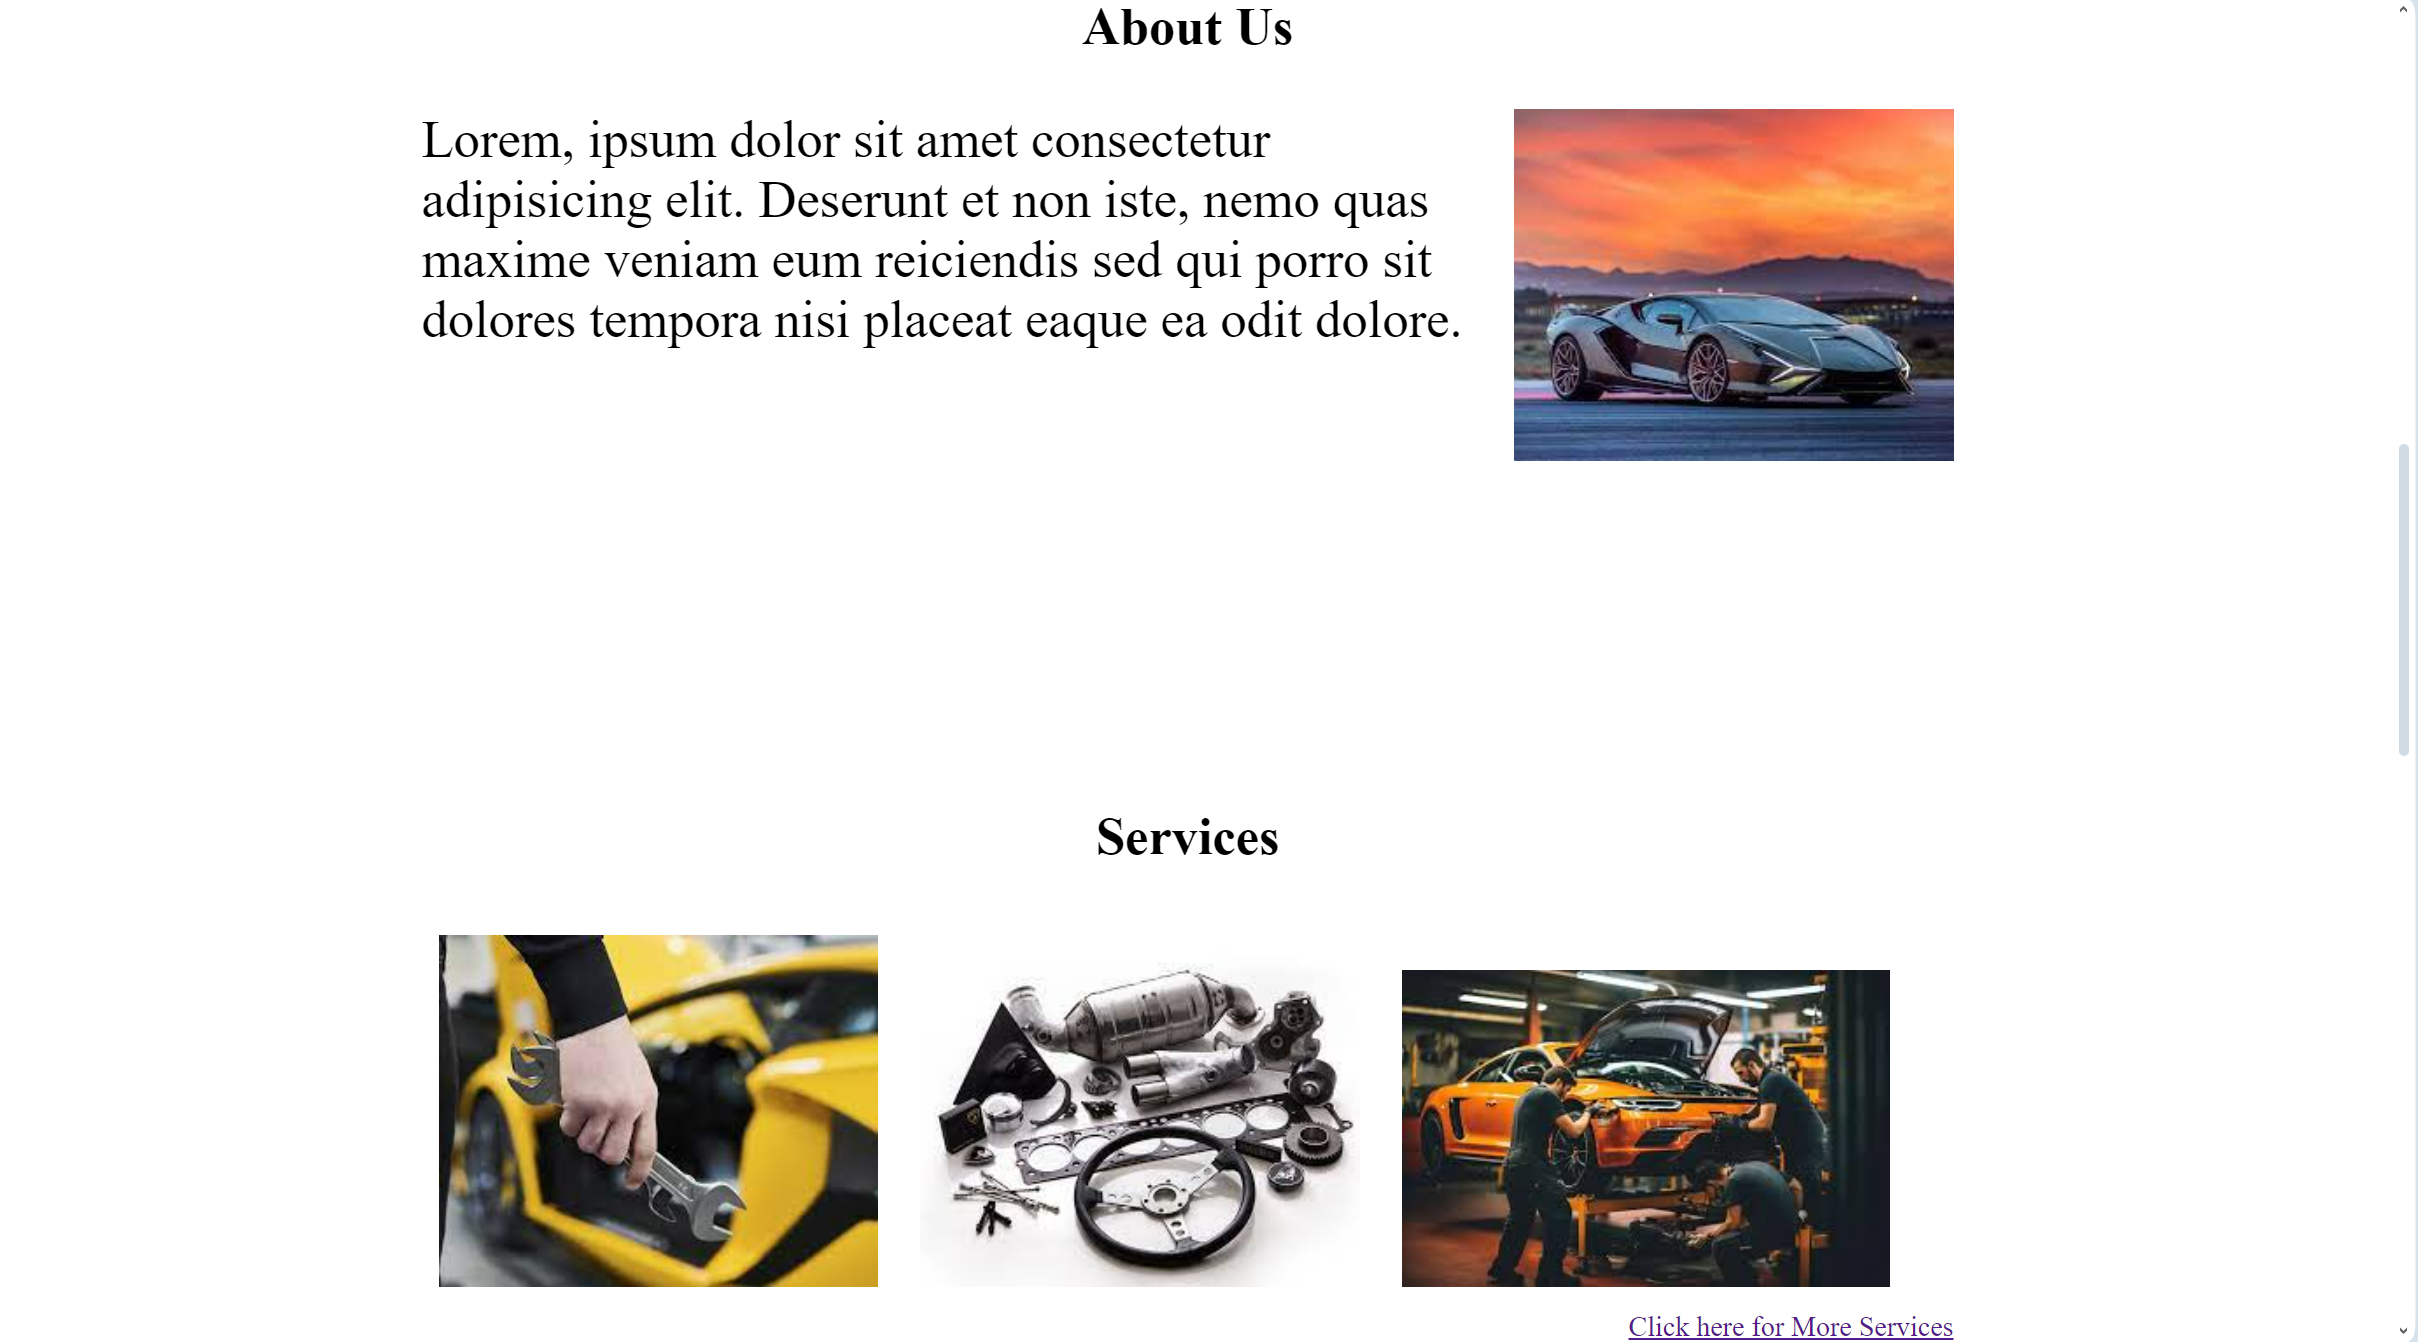 About Us
Lorem, ipsum dolor sit amet consectetur
adipisicing elit. Deserunt et non iste, nemo quas
maxime veniam eum reiciendis sed qui porro sit
dolores tempora nisi placeat eaque ea odit dolore.
Services
Click here for More Services